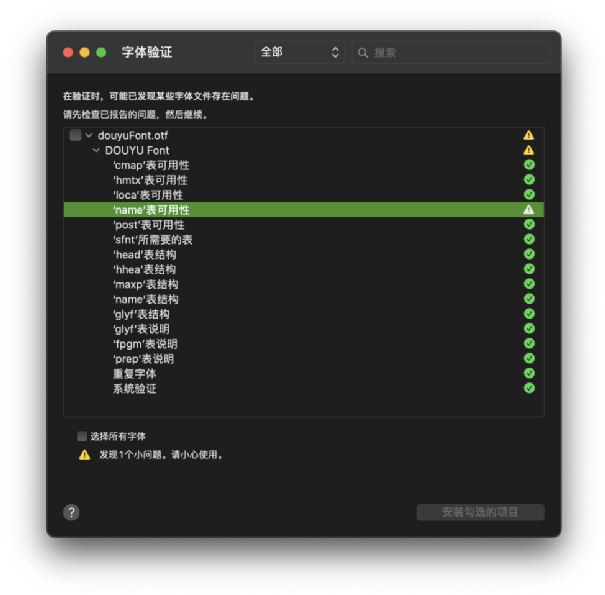 字体验证
全部
搜索
在验证时，可能已发现某些字体文件存在问题。
请先检查已报告的问题，然后继续。
douyuFont.otf
DOUYU Font
'cmap'表可用性
'hmtx'表可用性
'loca'表可用性
'name'表可用性
'post'表可用性
'sfnt'所需要的表
'head'表结构
'hhea'表结构
'maxp'表结构
'name'表结构
'glyf'表结构
'glyf'表说明
'fpgm'表说明
'prep'表说明
重复字体
系统验证
选择所有字体
发现1个小问题。请小心使用。
?
安装勾选的项目